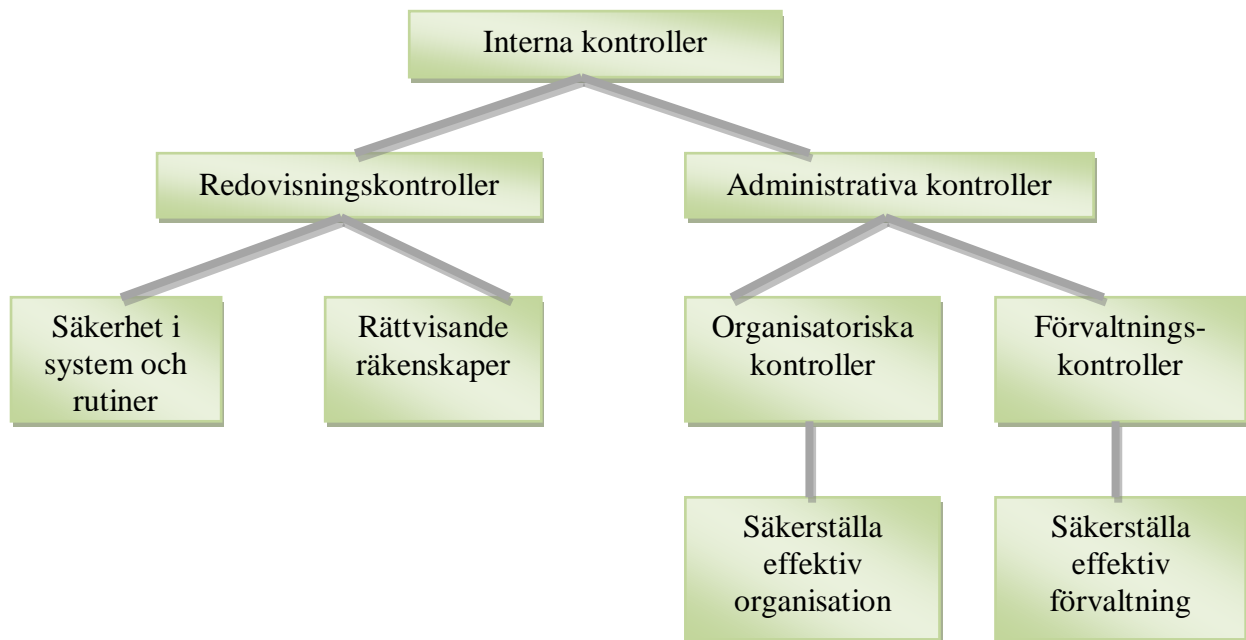 Interna kontroller
Redovisningskontroller
Administrativa kontroller
Säkerhet i
system och
rutiner
Rättvisande
räkenskaper
Organisatoriska
kontroller
Förvaltnings-
kontroller
Säkerställa
effektiv
organisation
Säkerställa
effektiv
förvaltning